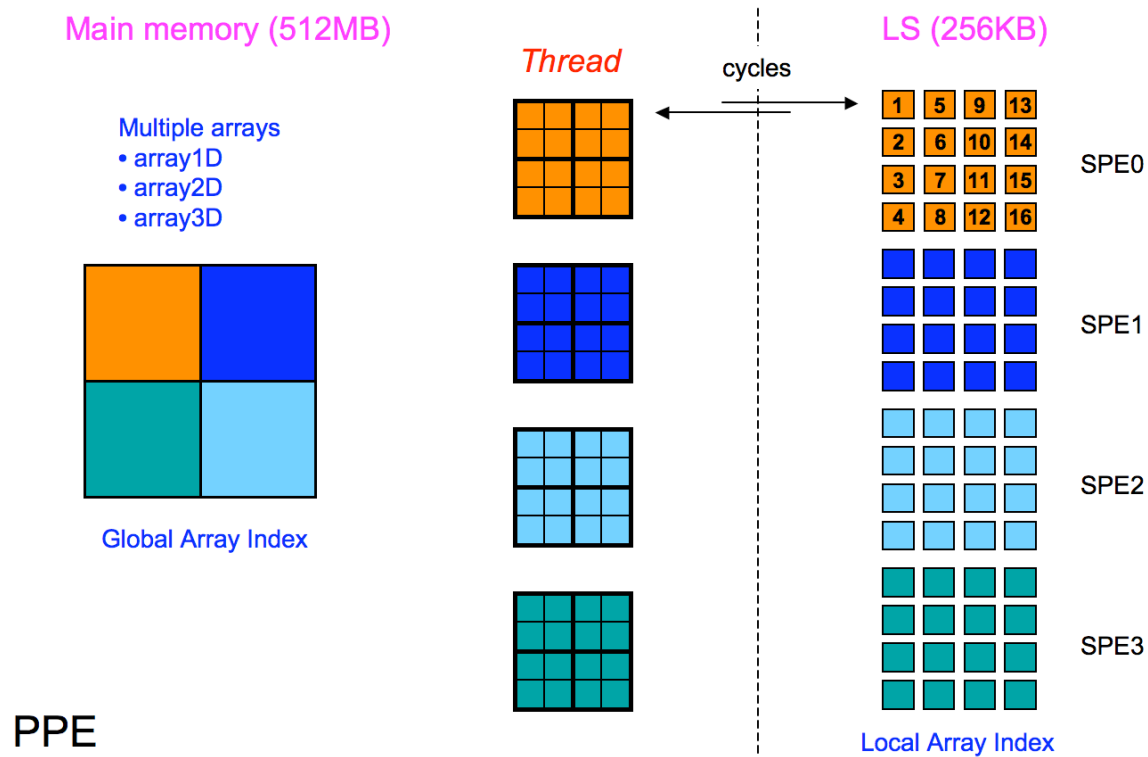 Main memory (512MB)
Multiple arrays
• array1D
• array2D
• array3D
Global Array Index
PPE
Thread
cycles
LS (256KB)
1 5 9 13
2 6 10 14
3 7 11 15
4 8 12 16
SPE0
SPE1
SPE2
SPE3
Local Array Index